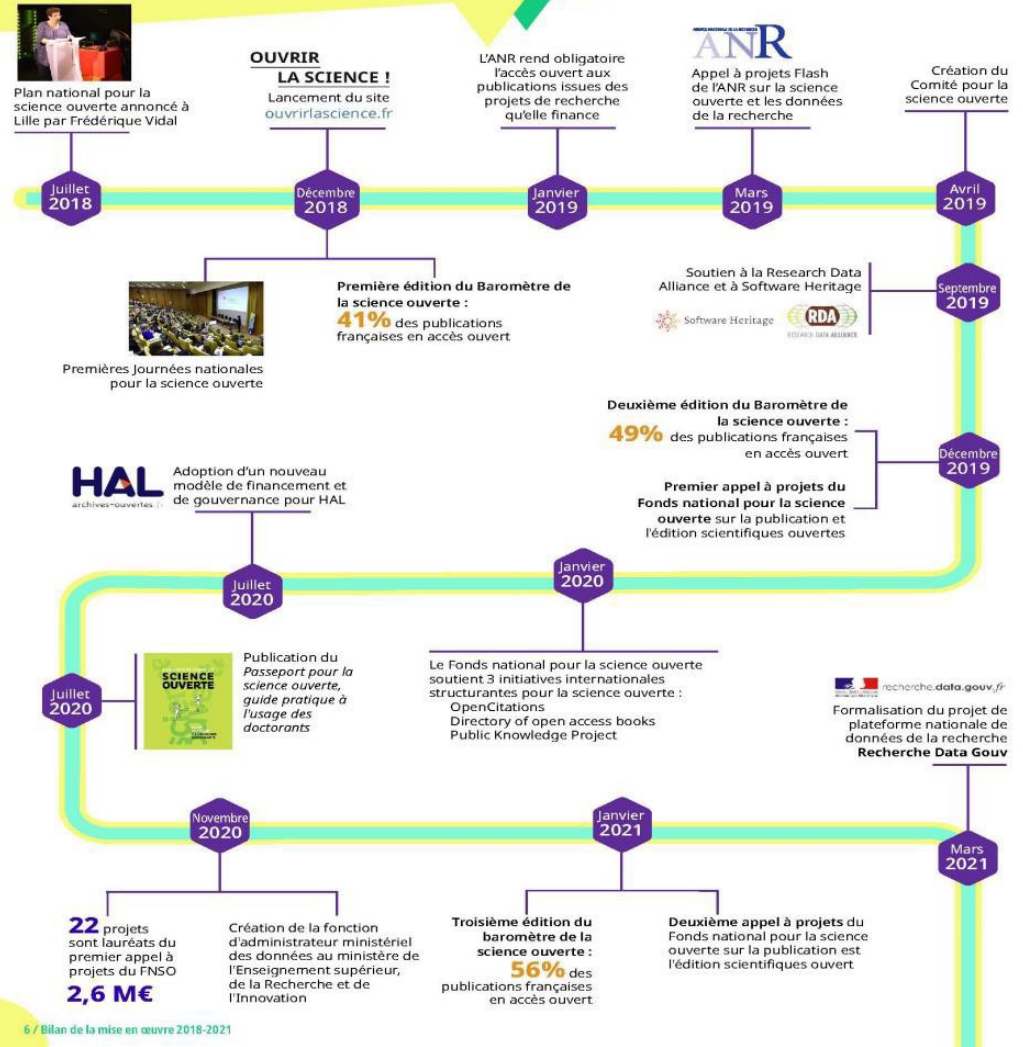 Plan national pour la
science ouverte annoncé à
Lille par Frédérique Vidal
Juillet
2018
OUVRIR
LA SCIENCE !
Lancement du site
ouvrirlascience.fr
Décembre
2018
L'ANR rend obligatoire
l'accès ouvert aux
publications issues des
projets de recherche
qu'elle finance
Janvier
2019
ANR
Appel à projets Flash
de l'ANR sur la science
ouverte et les données
de la recherche
Mars
2019
Création du
Comité pour la
science ouverte
Avril
2019
Premières Journées nationales
pour la science ouverte
Première édition du Baromètre de
la science ouverte :
41% des publications
françaises en accès ouvert
Soutien à la Research Data
Alliance et à Software Heritage
Software Heritage
RDA
RESEARCH DATA ALLIANCE
Septembre
2019
Deuxième édition du Baromètre de
la science ouverte :
49% des publications françaises
en accès ouvert
Premier appel à projets du
Fonds national pour la science
ouverte sur la publication et
l'édition scientifiques ouvertes
Décembre
2019
HAL
archives-ouvertes.fr
Adoption d'un nouveau
modèle de financement et
de gouvernance pour HAL
Juillet
2020
Janvier
2020
Le Fonds national pour la science ouverte
soutient 3 initiatives internationales
structurantes pour la science ouverte :
OpenCitations
Directory of open access books
Public Knowledge Project
Juillet
2020
SCIENCE
OUVERTE
Publication du
Passeport pour la
science ouverte,
guide pratique à
l'usage des
doctorants
recherche.data.gouv.fr
Formalisation du projet de
plateforme nationale de
données de la recherche
Recherche Data Gouv
Mars
2021
Novembre
2020
22 projets
sont lauréats du
premier appel à
projets du FNSO
2,6 M€
Création de la fonction
d'administrateur ministériel
des données au ministère de
l'Enseignement supérieur,
de la Recherche et de
l'Innovation
Janvier
2021
Troisième édition du
baromètre de la
science ouverte :
56% des
publications françaises
en accès ouvert
Deuxième appel à projets du
Fonds national pour la science
ouverte sur la publication est
l'édition scientifiques ouvert
6 / Bilan de la mise en œuvre 2018-2021